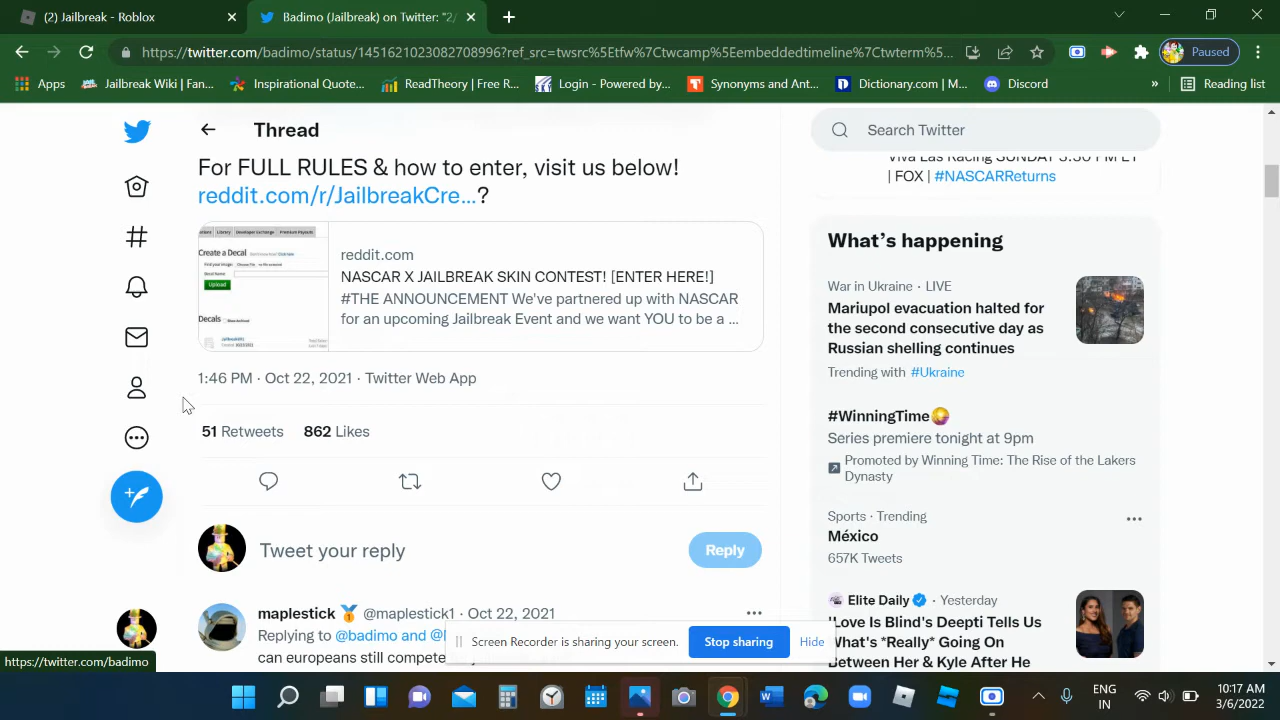 (2) Jailbreak - Roblox
Badimo on Twitter: "2/
https://twitter.com/badimo/status/1451621023082708996?ref_src=twsrc%5Etfw%7Ctwcamp%5Eembeddedtimeline%7Ctwterm%5...
Paused
Apps
Jailbreak Wiki | Fan...
Inspirational Quote...
ReadTheory | Free R...
Login - Powered by...
Synonyms and Ant...
Dictionary.com | M...
Discord
»
Reading list
Thread
Search Twitter
For FULL RULES & how to enter, visit us below!
reddit.com/r/JailbreakCre...?
Create a Decal
Upload
Decals
reddit.com
NASCAR X JAILBREAK SKIN CONTEST! [ENTER HERE!]
#THE ANNOUNCEMENT We've partnered up with NASCAR
for an upcoming Jailbreak Event and we want YOU to be a ...
1:46 PM · Oct 22, 2021 · Twitter Web App
51 Retweets 862 Likes
Tweet your reply
Reply
maplestick 🏅 @maplestick1 · Oct 22, 2021
Replying to @badimo and @
can europeans still compete
Viva Las Racing SUNDAY 3:30 PM ET
| FOX | #NASCARReturns
What's happening
War in Ukraine · LIVE
Mariupol evacuation halted for
the second consecutive day as
Russian shelling continues
Trending with #Ukraine
#WinningTime
Series premiere tonight at 9pm
Promoted by Winning Time: The Rise of the Lakers
Dynasty
Sports · Trending
México
657K Tweets
Elite Daily · Yesterday
'Love Is Blind's Deepti Tells Us
What's *Really* Going On
Between Her & Kyle After He
Screen Recorder is sharing your screen.
Stop sharing
Hide
https://twitter.com/badimo
ENG
IN
10:17 AM
3/6/2022